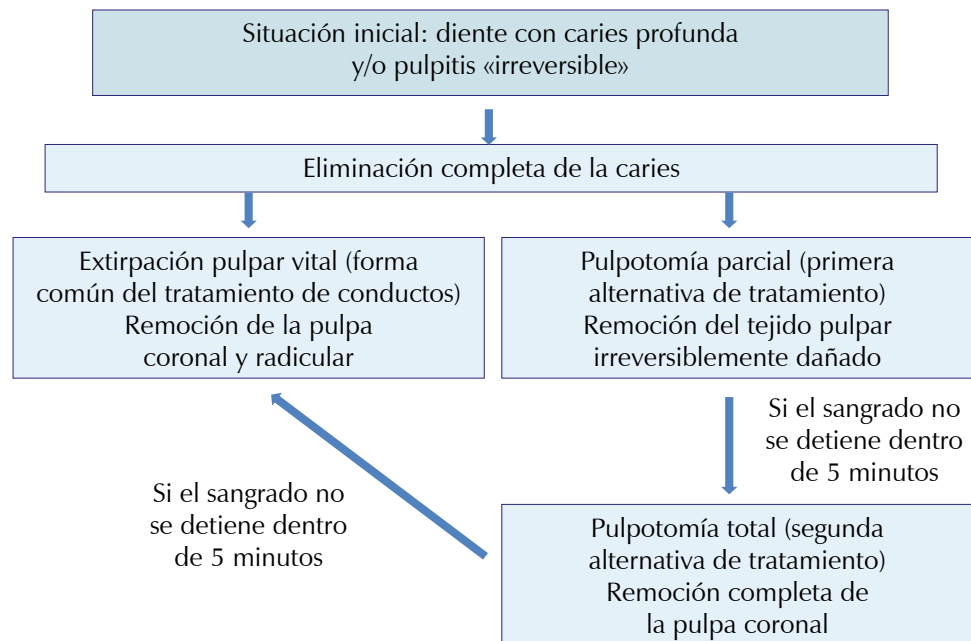 Situación inicial: diente con caries profunda
y/o pulpitis «irreversible»
Eliminación completa de la caries
Extirpación pulpar vital (forma
común del tratamiento de conductos)
Remoción de la pulpa
coronal y radicular
Pulpotomía parcial (primera
alternativa de tratamiento)
Remoción del tejido pulpar
irreversiblemente dañado
Si el sangrado no
se detiene dentro
de 5 minutos
Si el sangrado no
se detiene dentro
de 5 minutos
Pulpotomía total (segunda
alternativa de tratamiento)
Remoción completa de
la pulpa coronal